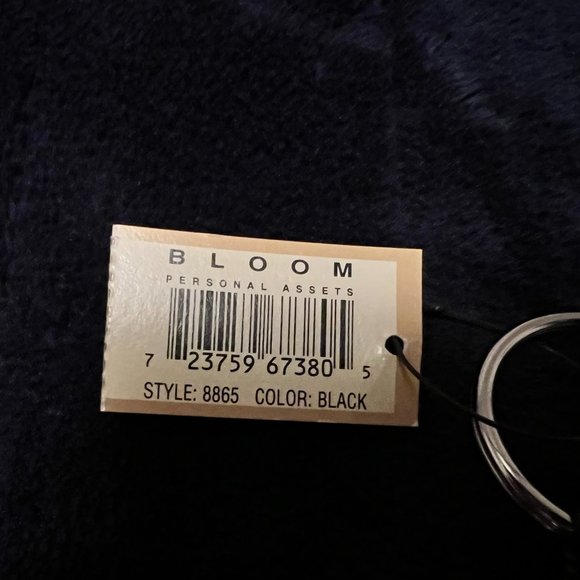 BLOOM
PERSONAL ASSETS
7 23759 67380 5
STYLE: 8865 COLOR: BLACK